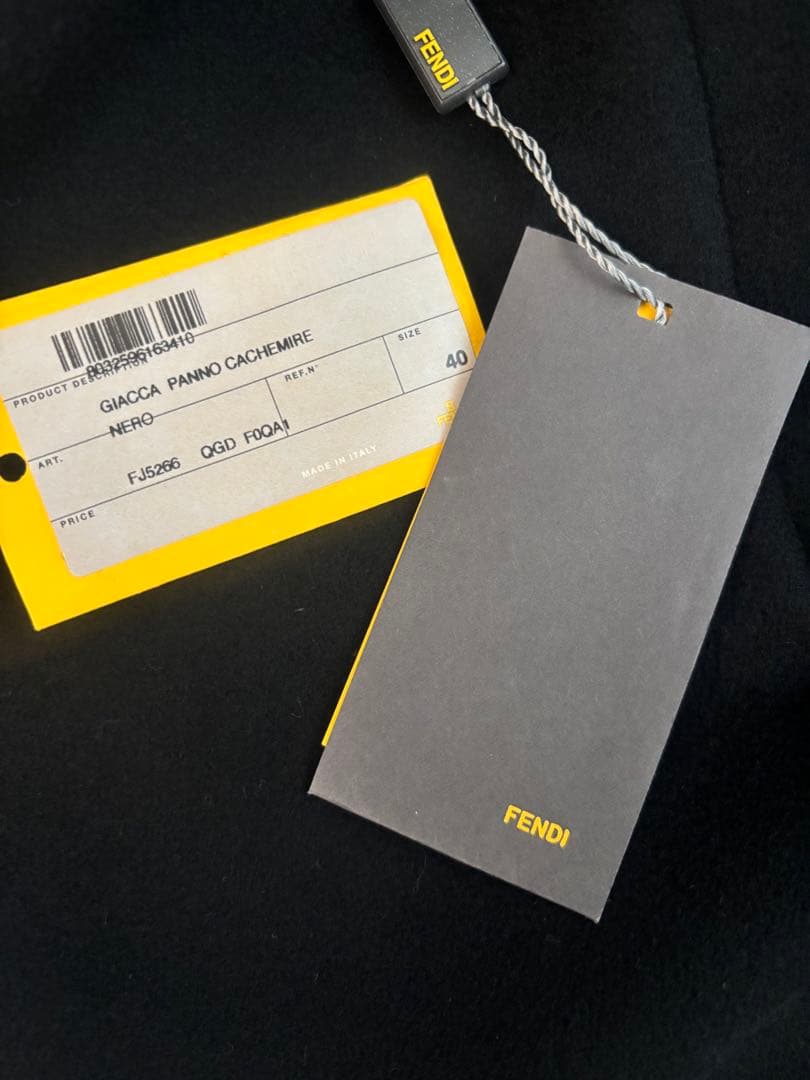 FENDI
8032596163410
PRODUCT DESCRIPTION
GIACCA PANNO CACHEMIRE
NERO
REF.N°
SIZE
40
ART.
FJ5266 QGD F0QA1
MADE IN ITALY
PRICE
FENDI